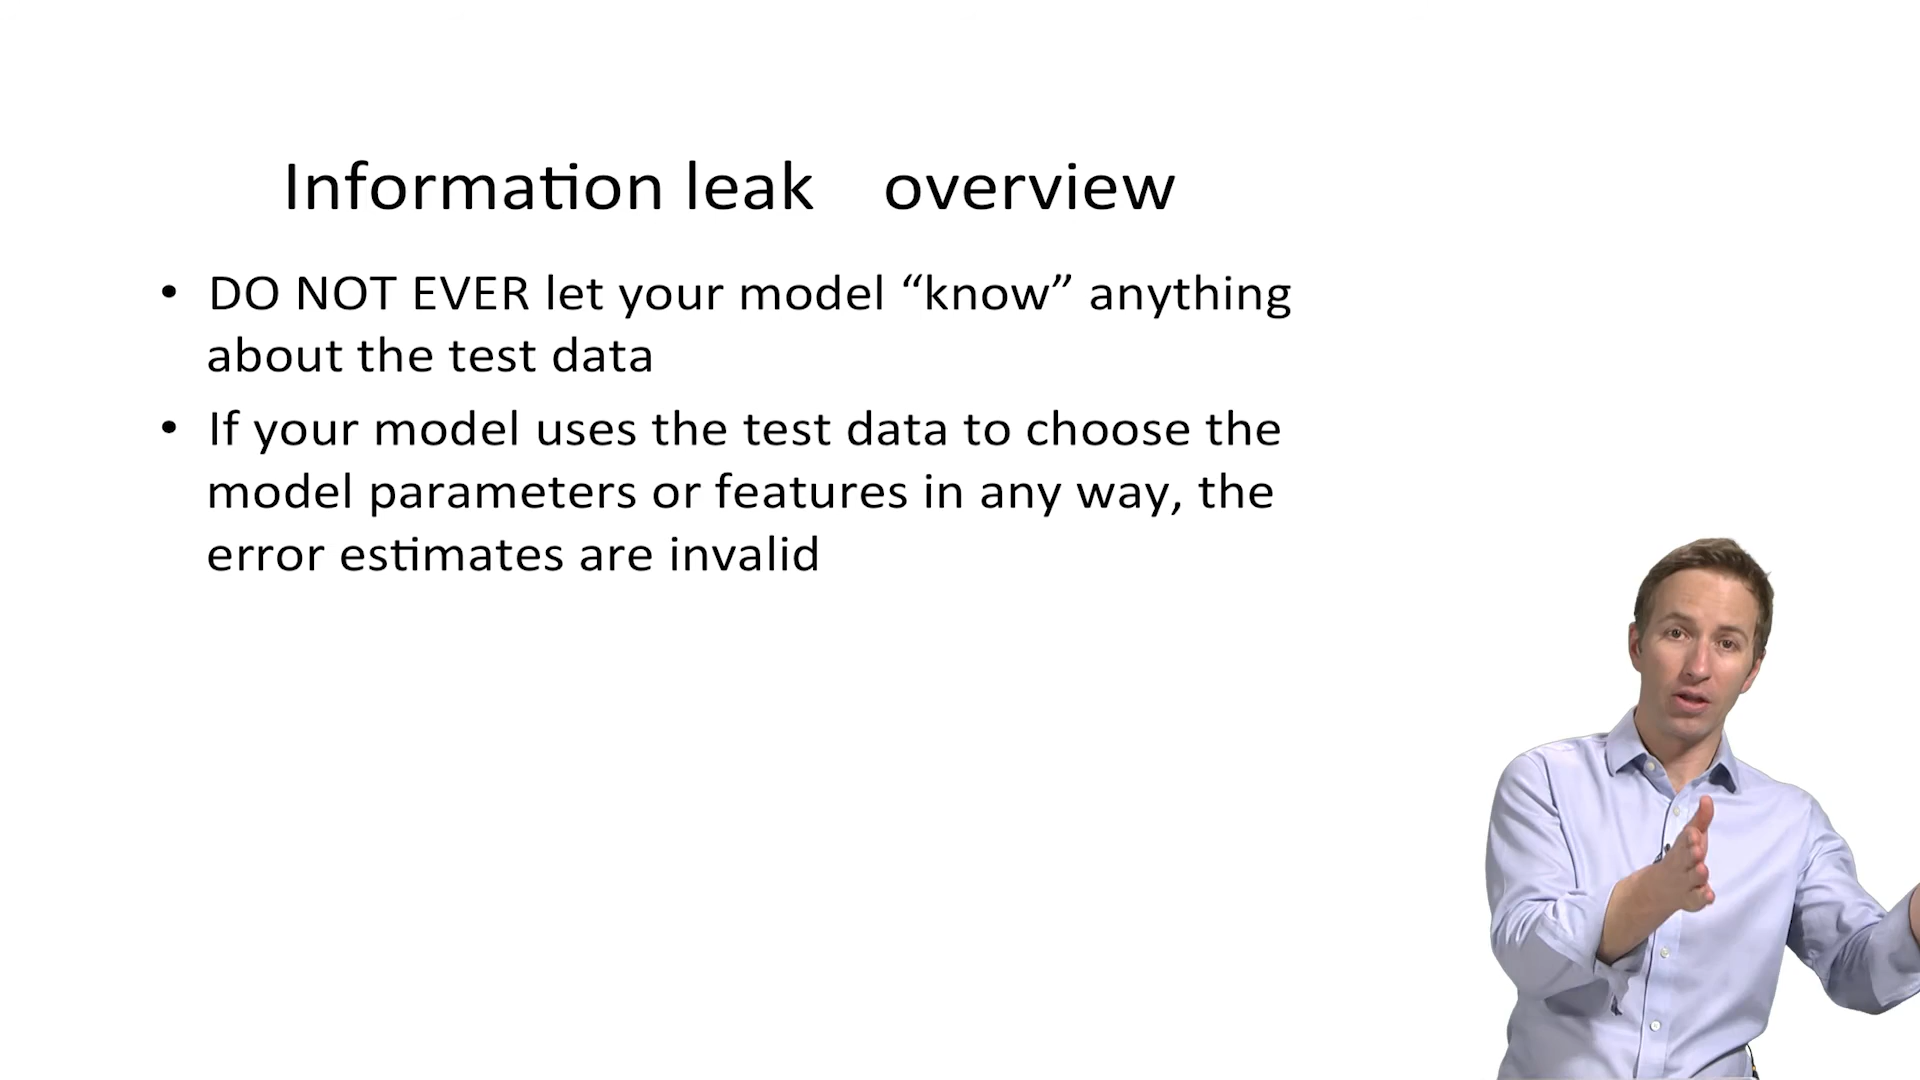 Information leak overview
• DO NOT EVER let your model “know” anything
about the test data
• If your model uses the test data to choose the
model parameters or features in any way, the
error estimates are invalid